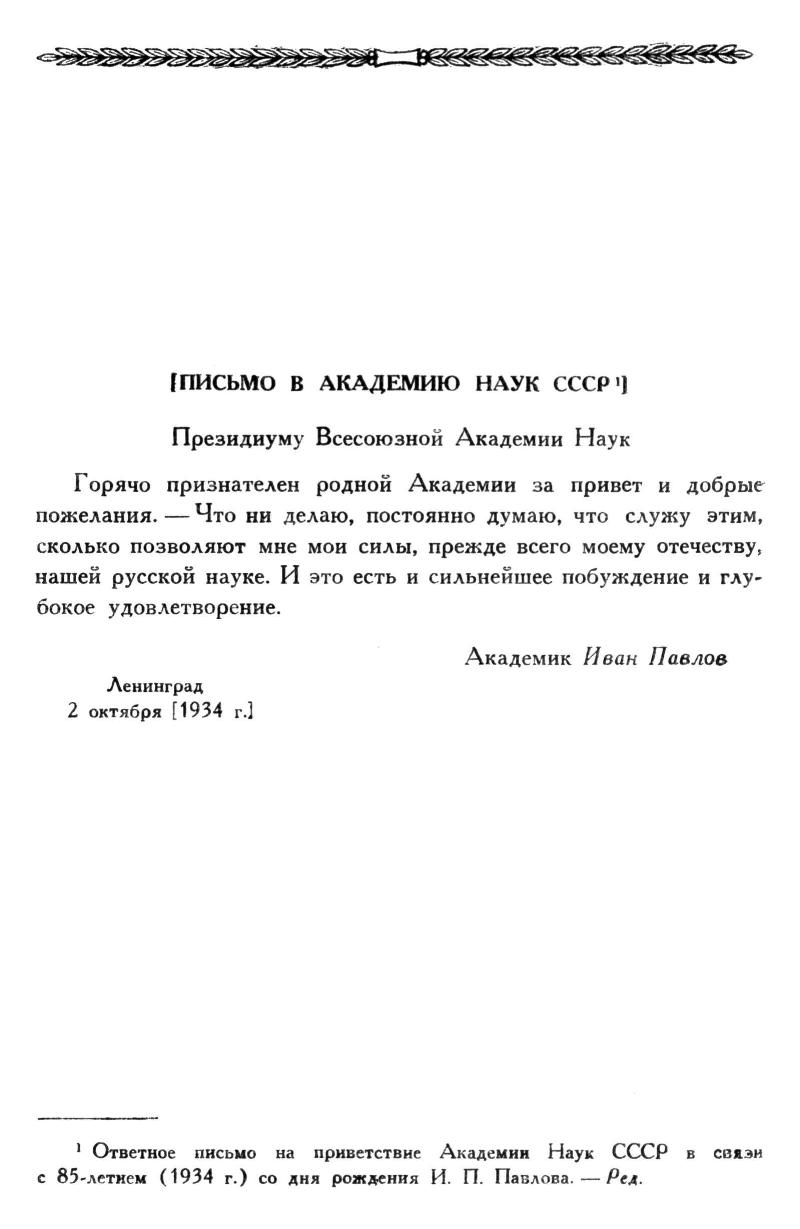 [ПИСЬМО В АКАДЕМИЮ НАУК СССР ¹]
Президиуму Всесоюзной Академии Наук
Горячо признателен родной Академии за привет и добрые
пожелания. — Что ни делаю, постоянно думаю, что служу этим,
сколько позволяют мне мои силы, прежде всего моему отечеству,
нашей русской науке. И это есть и сильнейшее побуждение и глу-
бокое удовлетворение.
Академик Иван Павлов
Ленинград
2 октября [1934 г.]
¹ Ответное письмо на приветствие Академии Наук СССР в связи
с 85-летием (1934 г.) со дня рождения И. П. Павлова. — Ред.